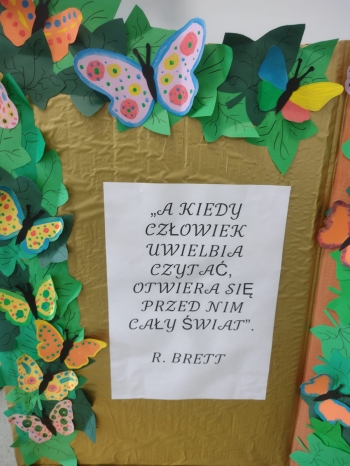 „A KIEDY
CZŁOWIEK
UWIELBIA
CZYTAĆ,
OTWIERA SIĘ
PRZED NIM
CAŁY ŚWIAT”.
R. BRETT